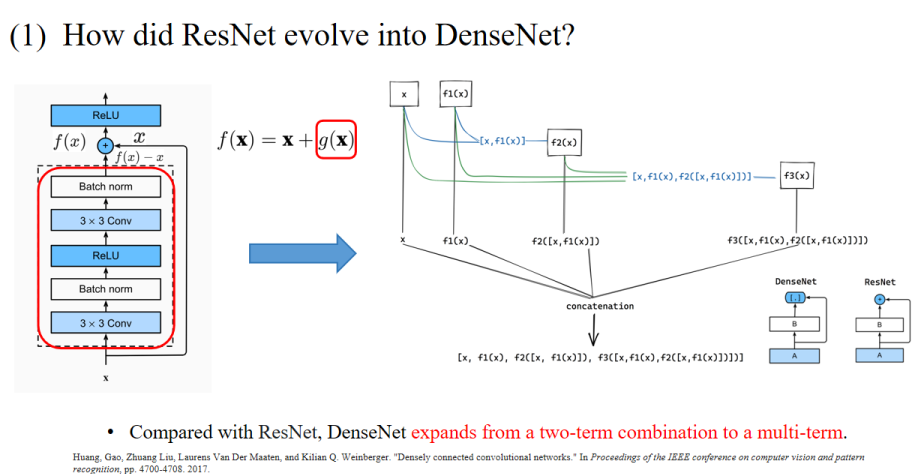 (1) How did ResNet evolve into DenseNet?
ReLU
f(x)
+
x
f(x) − x
Batch norm
3 × 3 Conv
ReLU
Batch norm
3 × 3 Conv
x
f(x) = x + g(x)
x
f1(x)
[x,f1(x)]
f2(x)
[x,f1(x),f2([x,f1(x)])]
f3(x)
x
f1(x)
f2([x,f1(x)])
f3([x,f1(x),f2([x,f1(x)])])
concatenation
[x, f1(x), f2([x, f1(x)]), f3([x,f1(x),f2([x,f1(x)])])]
DenseNet
[,]
B
A
ResNet
+
B
A
• Compared with ResNet, DenseNet expands from a two-term combination to a multi-term.
Huang, Gao, Zhuang Liu, Laurens Van Der Maaten, and Kilian Q. Weinberger. "Densely connected convolutional networks." In Proceedings of the IEEE conference on computer vision and pattern
recognition, pp. 4700-4708. 2017.